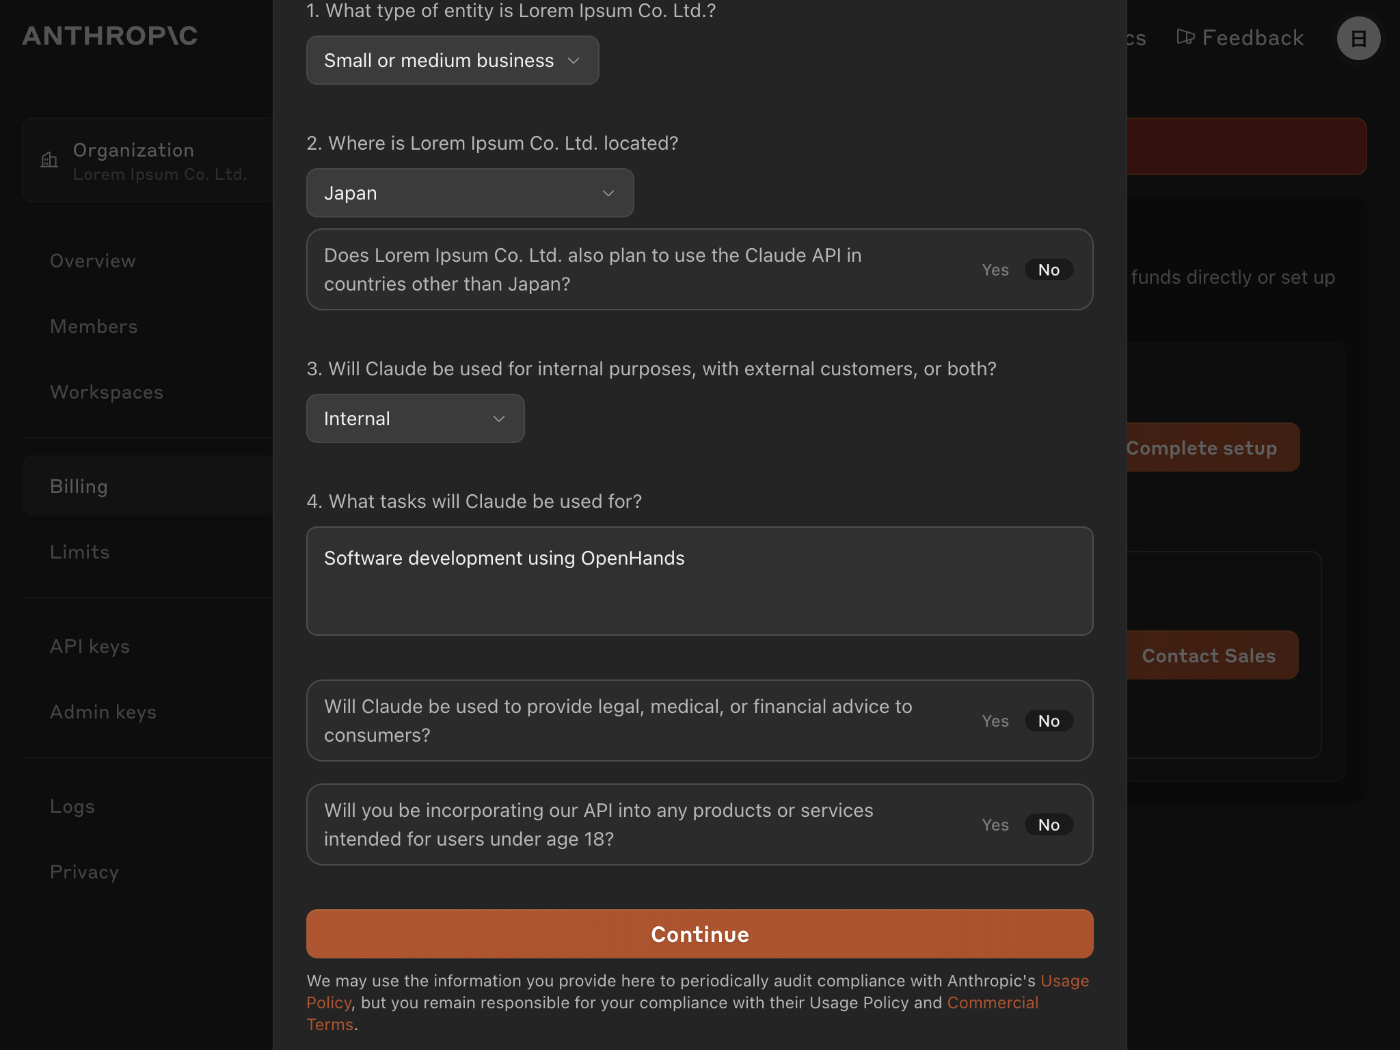 ANTHROP\C
cs
Feedback
日
Organization
Lorem Ipsum Co. Ltd.
Overview
Members
Workspaces
Billing
Limits
API keys
Admin keys
Logs
Privacy
1. What type of entity is Lorem Ipsum Co. Ltd.?
Small or medium business
2. Where is Lorem Ipsum Co. Ltd. located?
Japan
Does Lorem Ipsum Co. Ltd. also plan to use the Claude API in
countries other than Japan?
Yes No
3. Will Claude be used for internal purposes, with external customers, or both?
Internal
4. What tasks will Claude be used for?
Software development using OpenHands
Will Claude be used to provide legal, medical, or financial advice to
consumers?
Yes No
Will you be incorporating our API into any products or services
intended for users under age 18?
Yes No
Continue
We may use the information you provide here to periodically audit compliance with Anthropic's Usage
Policy, but you remain responsible for your compliance with their Usage Policy and Commercial
Terms.
funds directly or set up
Complete setup
Contact Sales